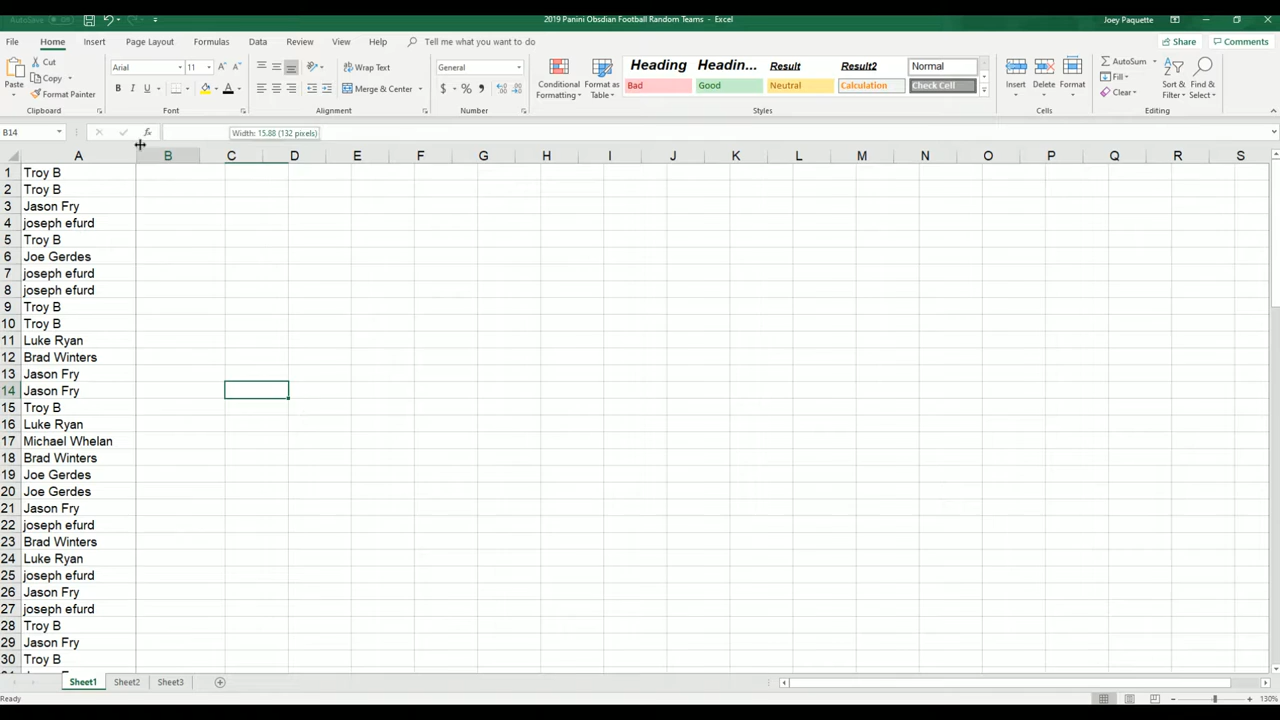 AutoSave Off 2019 Panini Obsdian Football Random Teams - Excel Joey Paquette
File Home Insert Page Layout Formulas Data Review View Help Tell me what you want to do Share Comments
Paste Cut Copy Format Painter Clipboard
Arial 11 A A B I U A Font
Wrap Text Merge & Center Alignment
General $ % Number
Conditional Formatting Format as Table
Heading Headin... Result Result2 Normal
Bad Good Neutral Calculation Check Cell
Styles
Insert Delete Format Cells
AutoSum Fill Clear Sort & Filter Find & Select Editing
B14 fx Width: 15.88 (132 pixels)
A B C D E F G H I J K L M N O P Q R S
1 Troy B
2 Troy B
3 Jason Fry
4 joseph efurd
5 Troy B
6 Joe Gerdes
7 joseph efurd
8 joseph efurd
9 Troy B
10 Troy B
11 Luke Ryan
12 Brad Winters
13 Jason Fry
14 Jason Fry
15 Troy B
16 Luke Ryan
17 Michael Whelan
18 Brad Winters
19 Joe Gerdes
20 Joe Gerdes
21 Jason Fry
22 joseph efurd
23 Brad Winters
24 Luke Ryan
25 joseph efurd
26 Jason Fry
27 joseph efurd
28 Troy B
29 Jason Fry
30 Troy B
Sheet1 Sheet2 Sheet3
Ready 130%